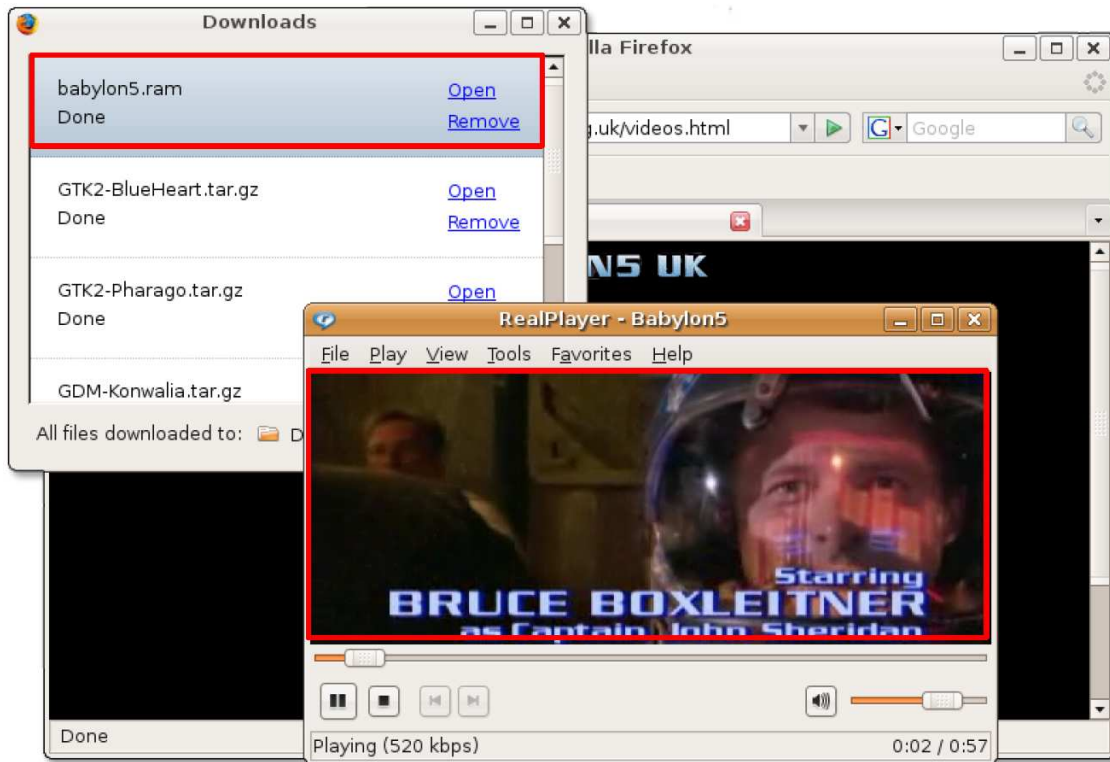 Downloads
babylon5.ram
Open
Done
Remove
GTK2-BlueHeart.tar.gz
Open
Done
Remove
GTK2-Pharago.tar.gz
Open
Done
GDM-Konwalia.tar.gz
All files downloaded to: D
lla Firefox
g.uk/videos.html
G Google
N5 UK
RealPlayer - Babylon5
File Play View Tools Favorites Help
Starring
BRUCE BOXLEITNER
as Captain John Sheridan
Playing (520 kbps)
0:02 / 0:57
Done